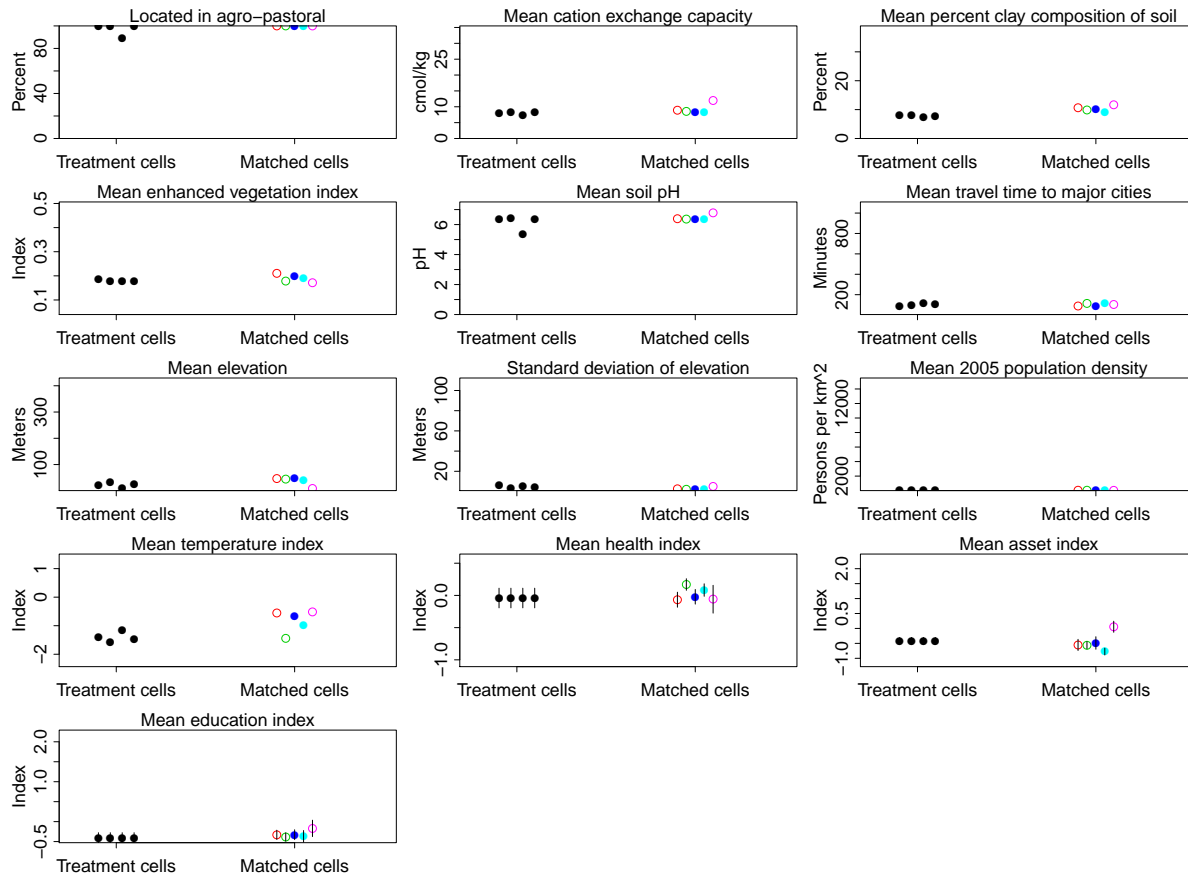 Located in agro−pastoral
Percent
0
40
80
Treatment cells
Matched cells
Mean cation exchange capacity
cmol/kg
0
10
25
Treatment cells
Matched cells
Mean percent clay composition of soil
Percent
0
20
Treatment cells
Matched cells
Mean enhanced vegetation index
Index
0.1
0.3
0.5
Treatment cells
Matched cells
Mean soil pH
pH
0
2
4
6
Treatment cells
Matched cells
Mean travel time to major cities
Minutes
200
800
Treatment cells
Matched cells
Mean elevation
Meters
100
300
Treatment cells
Matched cells
Standard deviation of elevation
Meters
20
60
100
Treatment cells
Matched cells
Mean 2005 population density
Persons per km^2
2000
12000
Treatment cells
Matched cells
Mean temperature index
Index
−2
0
1
Treatment cells
Matched cells
Mean health index
Index
−1.0
0.0
Treatment cells
Matched cells
Mean asset index
Index
−1.0
0.5
2.0
Treatment cells
Matched cells
Mean education index
Index
−0.5
1.0
2.0
Treatment cells
Matched cells